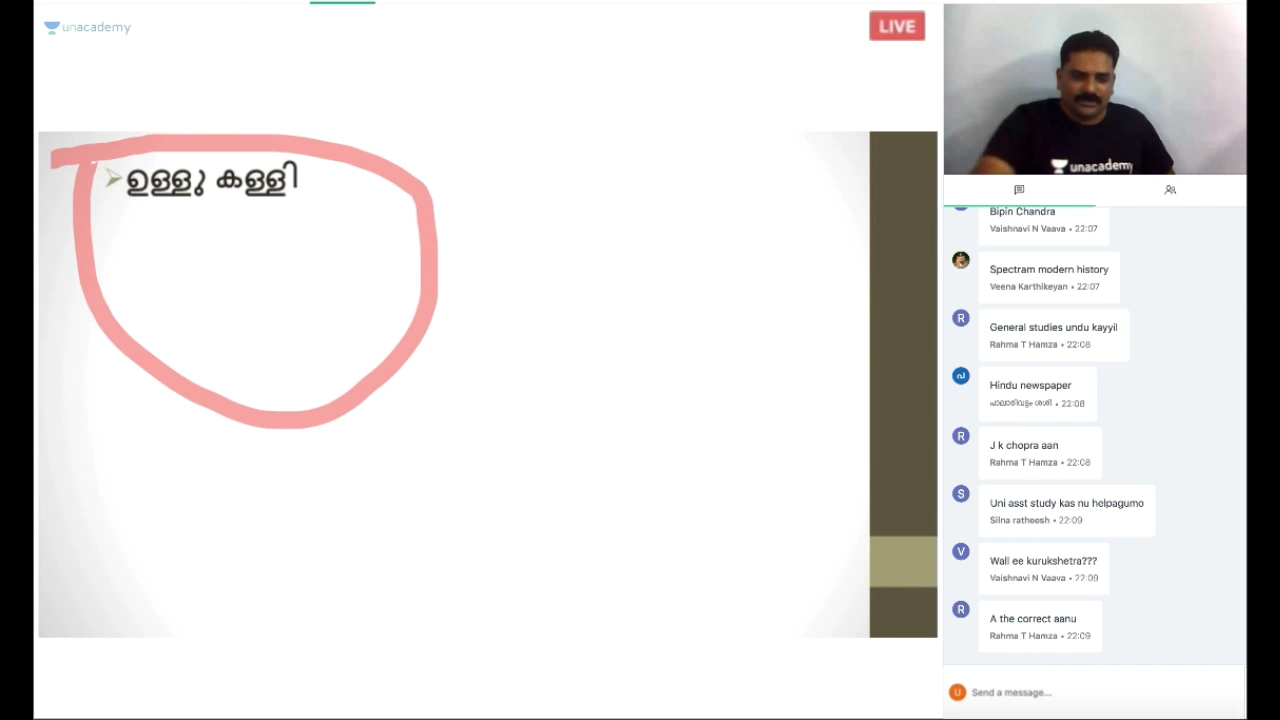 unacademy
LIVE
ഉള്ളു കള്ളി
unacademy
Bipin Chandra
Vaishnavi N Vaava • 22:07
Spectram modern history
Veena Karthikeyan • 22:07
R
General studies undu kayyil
Rahma T Hamza • 22:08
പ
Hindu newspaper
പാലാരിവട്ടം ശശി • 22:08
R
J k chopra aan
Rahma T Hamza • 22:08
S
Uni asst study kas nu helpagumo
Silna ratheesh • 22:09
V
Wall ee kurukshetra???
Vaishnavi N Vaava • 22:09
R
A the correct aanu
Rahma T Hamza • 22:09
U
Send a message...